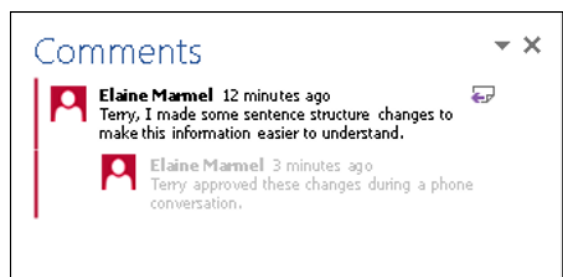 Comments
Elaine Marmel 12 minutes ago
Terry, I made some sentence structure changes to
make this information easier to understand.
Elaine Marmel 3 minutes ago
Terry approved these changes during a phone
conversation.